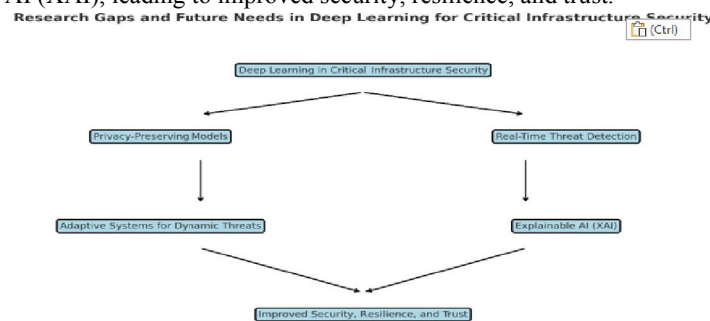 AI (XAI), leading to improved security, resilience, and trust.
Research Gaps and Future Needs in Deep Learning for Critical Infrastructure Security
(Ctrl)
Deep Learning in Critical Infrastructure Security
Privacy-Preserving Models
Real-Time Threat Detection
Adaptive Systems for Dynamic Threats
Explainable AI (XAI)
Improved Security, Resilience, and Trust